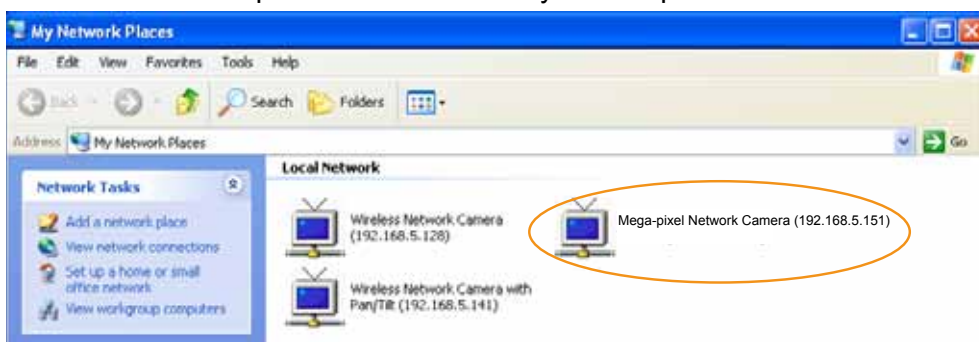 My Network Places
File Edit View Favorites Tools Help
Back Search Folders
Address My Network Places Go
Local Network
Network Tasks
Add a network place
View network connections
Set up a home or small
office network
View workgroup computers
Wireless Network Camera
(192.168.5.128)
Mega-pixel Network Camera (192.168.5.151)
Wireless Network Camera with
Pan/Tilt (192.168.5.141)